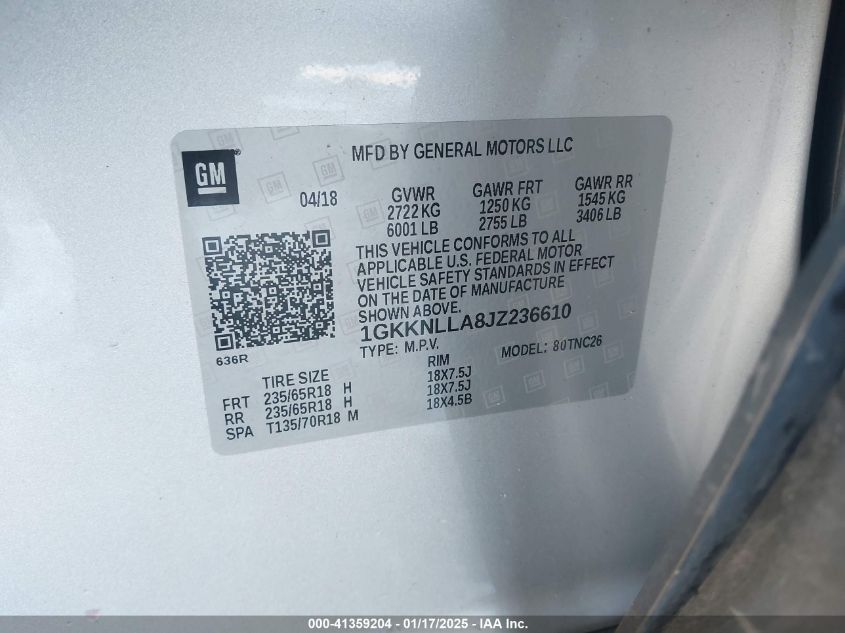 GM
MFD BY GENERAL MOTORS LLC
04/18
GVWR GAWR FRT GAWR RR
2722 KG 1250 KG 1545 KG
6001 LB 2755 LB 3406 LB
THIS VEHICLE CONFORMS TO ALL
APPLICABLE U.S. FEDERAL MOTOR
VEHICLE SAFETY STANDARDS IN EFFECT
ON THE DATE OF MANUFACTURE
SHOWN ABOVE.
1GKKNLLA8JZ236610
TYPE: M.P.V. MODEL: 80TNC26
636R
TIRE SIZE RIM
FRT 235/65R18 H 18X7.5J
RR 235/65R18 H 18X7.5J
SPA T135/70R18 M 18X4.5B
000-41359204 — 01/17/2025 — IAAI.COM